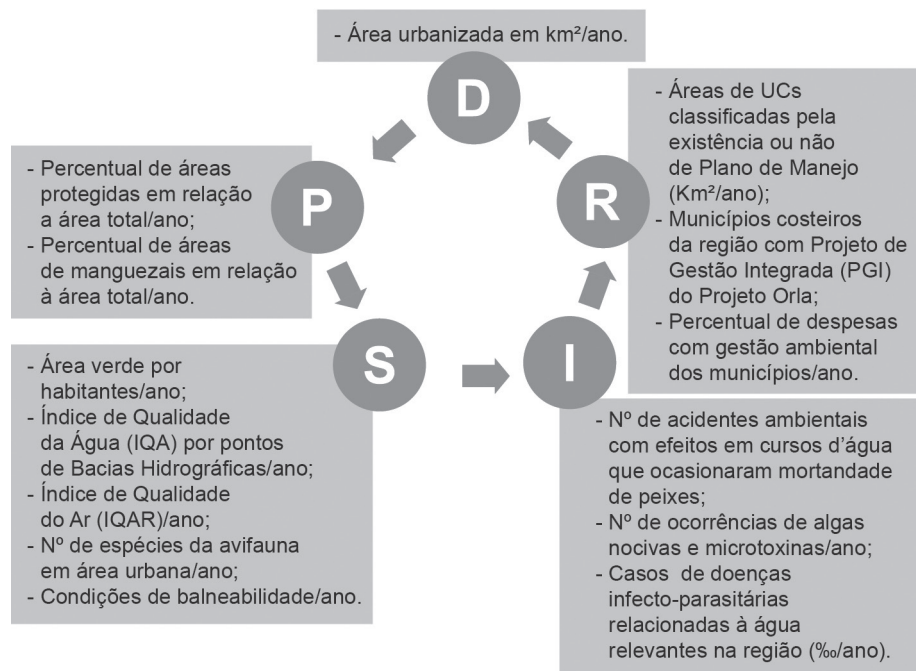 - Área urbanizada em km²/ano.
D
- Percentual de áreas
protegidas em relação
a área total/ano;
- Percentual de áreas
de manguezais em relação
à área total/ano.
P
- Área verde por
habitantes/ano;
- Índice de Qualidade
da Água (IQA) por pontos
de Bacias Hidrográficas/ano;
- Índice de Qualidade
do Ar (IQAR)/ano;
- Nº de espécies da avifauna
em área urbana/ano;
- Condições de balneabilidade/ano.
S
I
- Nº de acidentes ambientais
com efeitos em cursos d’água
que ocasionaram mortandade
de peixes;
- Nº de ocorrências de algas
nocivas e microtoxinas/ano;
- Casos de doenças
infecto-parasitárias
relacionadas à água
relevantes na região (‰/ano).
R
- Áreas de UCs
classificadas pela
existência ou não
de Plano de Manejo
(Km²/ano);
- Municípios costeiros
da região com Projeto de
Gestão Integrada (PGI)
do Projeto Orla;
- Percentual de despesas
com gestão ambiental
dos municípios/ano.